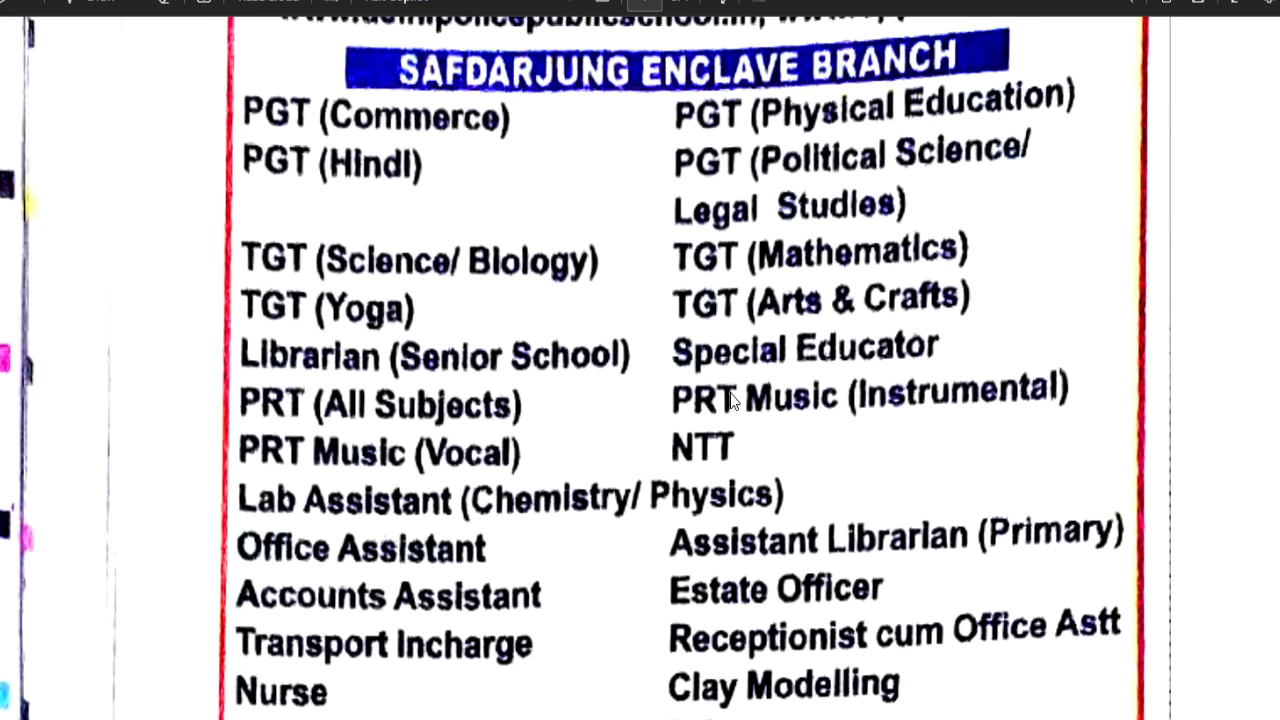 SAFDARJUNG ENCLAVE BRANCH
PGT (Commerce) PGT (Physical Education)
PGT (Hindi) PGT (Political Science/
Legal Studies)
TGT (Science/ Biology) TGT (Mathematics)
TGT (Yoga) TGT (Arts & Crafts)
Librarian (Senior School) Special Educator
PRT (All Subjects) PRT Music (Instrumental)
PRT Music (Vocal) NTT
Lab Assistant (Chemistry/ Physics)
Office Assistant Assistant Librarian (Primary)
Accounts Assistant Estate Officer
Transport Incharge Receptionist cum Office Astt
Nurse Clay Modelling